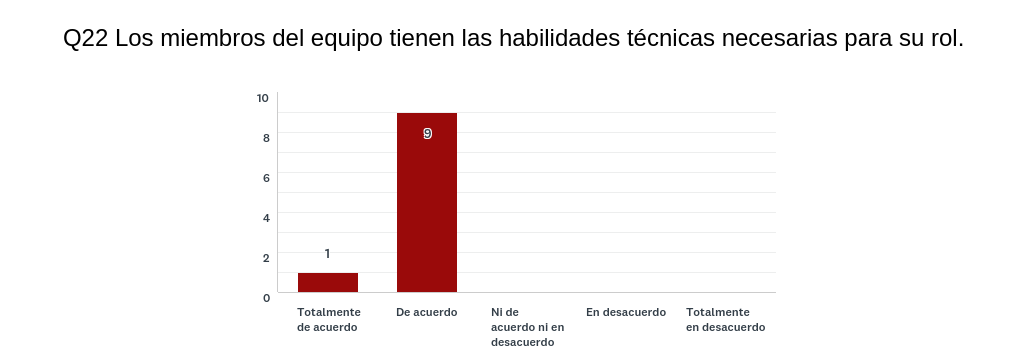 Q22 Los miembros del equipo tienen las habilidades técnicas necesarias para su rol.
10
8
6
4
2
0
1
9
Totalmente
de acuerdo
De acuerdo
Ni de
acuerdo ni en
desacuerdo
En desacuerdo
Totalmente
en desacuerdo